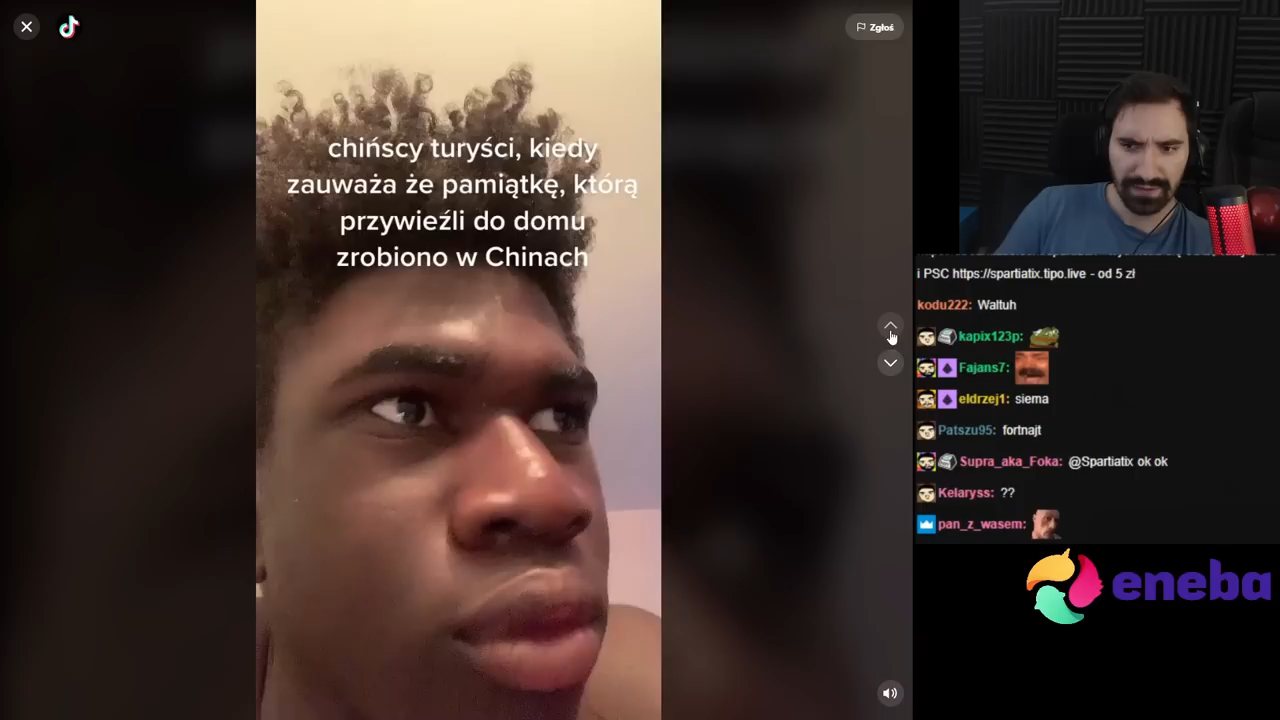 Zgłoś
chińscy turyści, kiedy
zauważa że pamiątkę, którą
przywieźli do domu
zrobiono w Chinach
i PSC https://spartiatix.tipo.live - od 5 zł
kodu222: Waltuh
kapix123p:
Fajans7:
eldrzej1: siema
Patszu95: fortnajt
Supra_aka_Foka: @Spartiatix ok ok
Kelaryss: ??
pan_z_wasem:
eneba